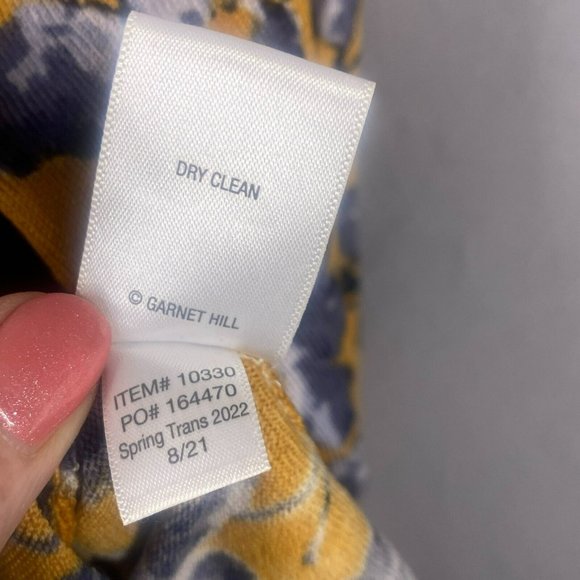 DRY CLEAN
© GARNET HILL
ITEM# 10330
PO# 164470
Spring Trans 2022
8/21